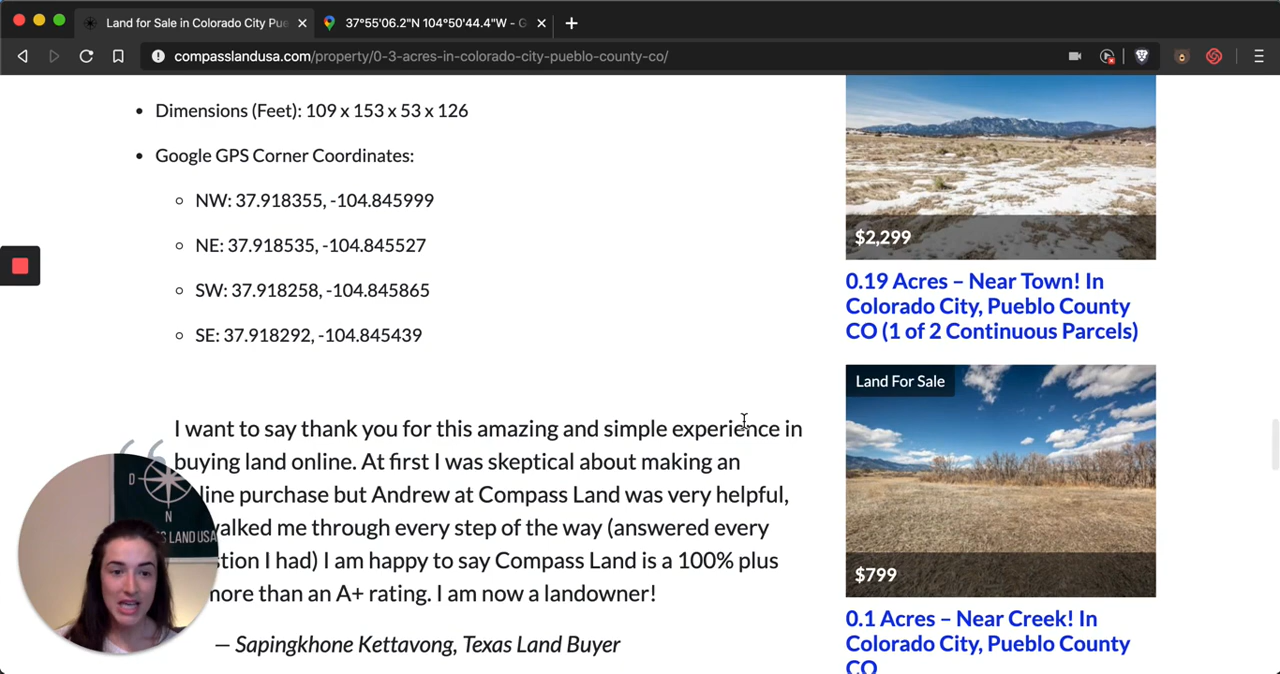 Land for Sale in Colorado City Pue
37°55'06.2"N 104°50'44.4"W - G
compasslandusa.com/property/0-3-acres-in-colorado-city-pueblo-county-co/
Dimensions (Feet): 109 x 153 x 53 x 126
Google GPS Corner Coordinates:
NW: 37.918355, -104.845999
NE: 37.918535, -104.845527
SW: 37.918258, -104.845865
SE: 37.918292, -104.845439
I want to say thank you for this amazing and simple experience in
buying land online. At first I was skeptical about making an
line purchase but Andrew at Compass Land was very helpful,
walked me through every step of the way (answered every
stion I had) I am happy to say Compass Land is a 100% plus
more than an A+ rating. I am now a landowner!
— Sapingkhone Kettavong, Texas Land Buyer
D
N
S LAND USA
$2,299
0.19 Acres – Near Town! In
Colorado City, Pueblo County
CO (1 of 2 Continuous Parcels)
Land For Sale
$799
0.1 Acres – Near Creek! In
Colorado City, Pueblo County
CO